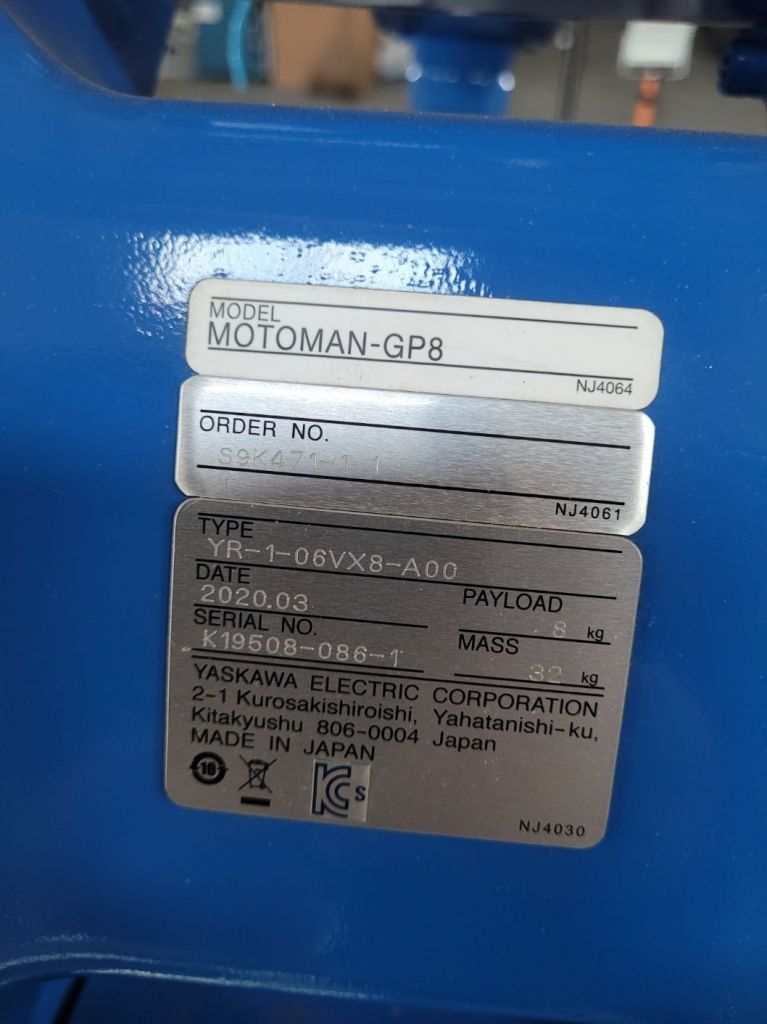 MODEL
MOTOMAN-GP8
NJ4064
ORDER NO.
S9K471-1-1
NJ4061
TYPE
YR-1-06VX8-A00
DATE
2020.03
PAYLOAD
8 kg
SERIAL NO.
K19508-086-1
MASS
32 kg
YASKAWA ELECTRIC CORPORATION
2-1 Kurosakishiroishi, Yahatanishi-ku,
Kitakyushu 806-0004 Japan
MADE IN JAPAN
10
KC s
NJ4030